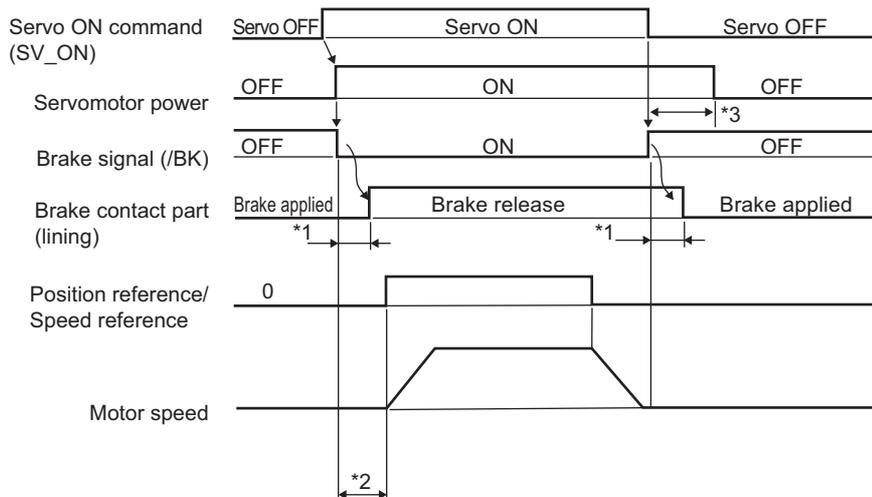 Servo ON command
(SV_ON)
Servo OFF
Servo ON
Servo OFF
Servomotor power
OFF
ON
OFF
*3
Brake signal (/BK)
OFF
ON
OFF
Brake contact part
(lining)
Brake applied
Brake release
Brake applied
*1
*1
Position reference/
Speed reference
0
Motor speed
*2